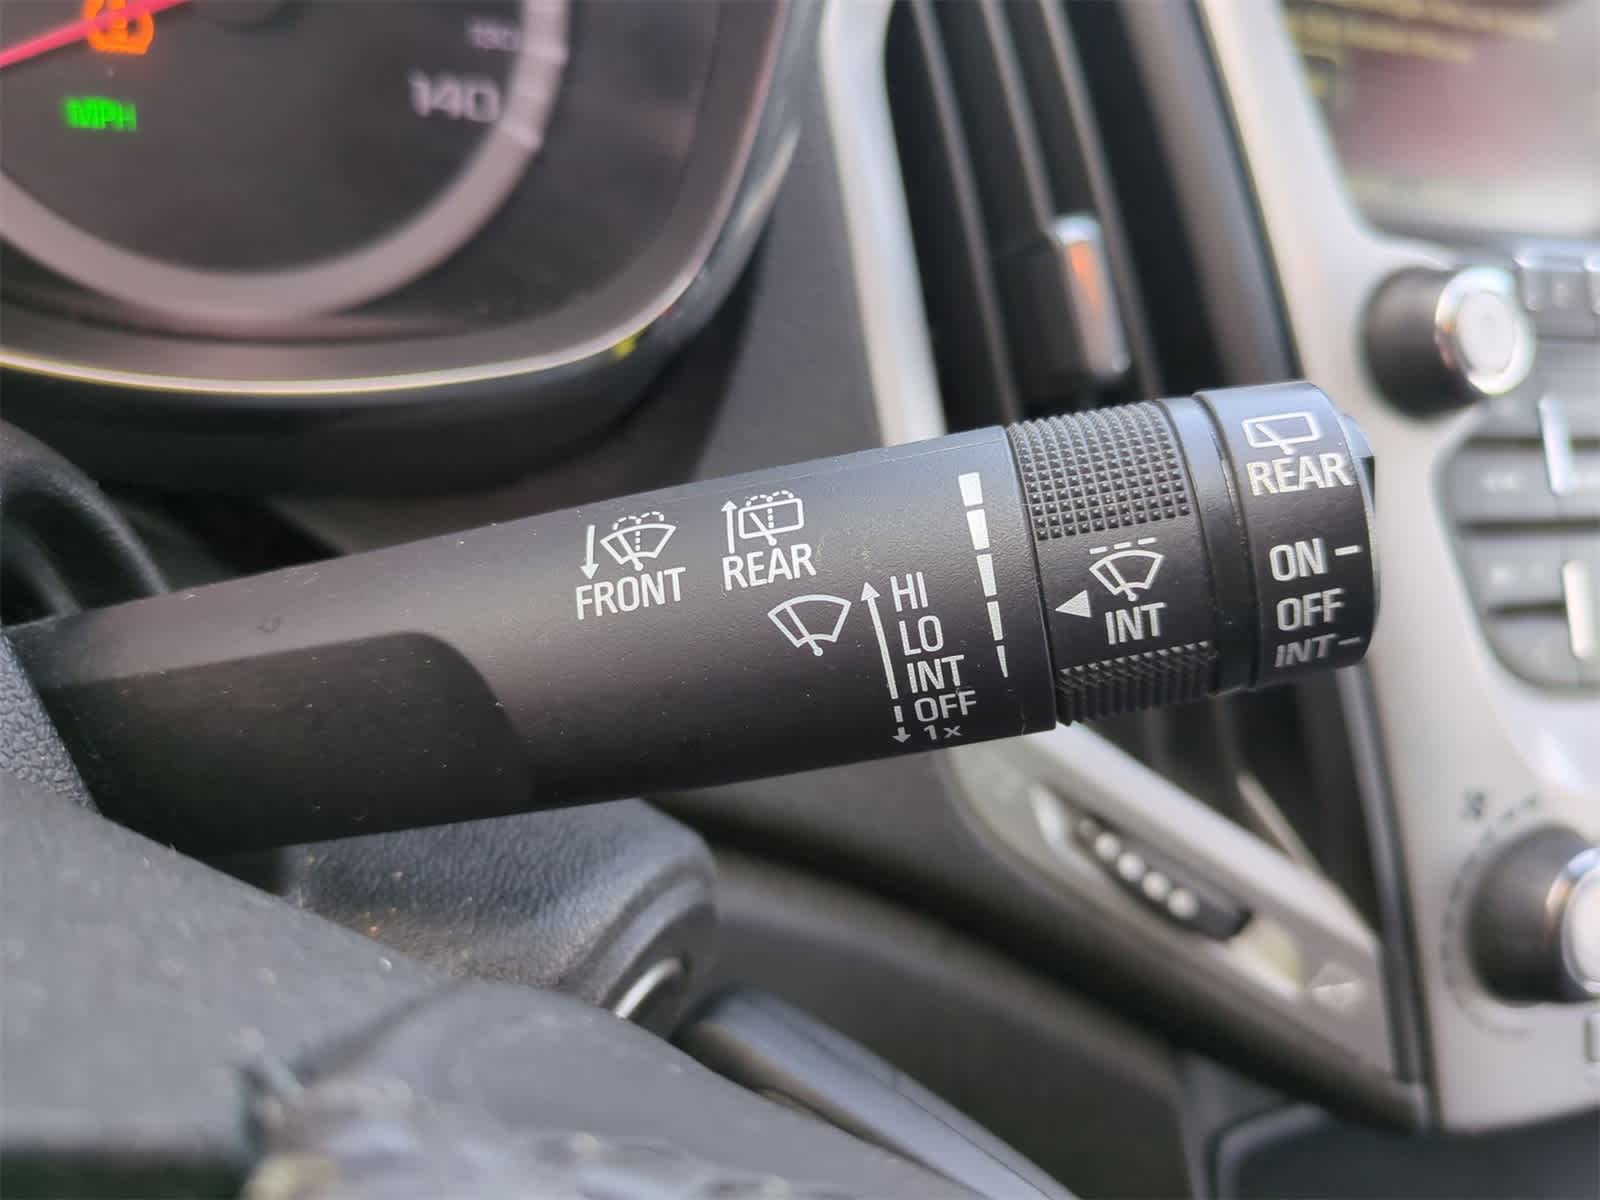 MPH
140
FRONT
REAR
HI
LO
INT
OFF
1x
INT
REAR
ON
OFF
INT